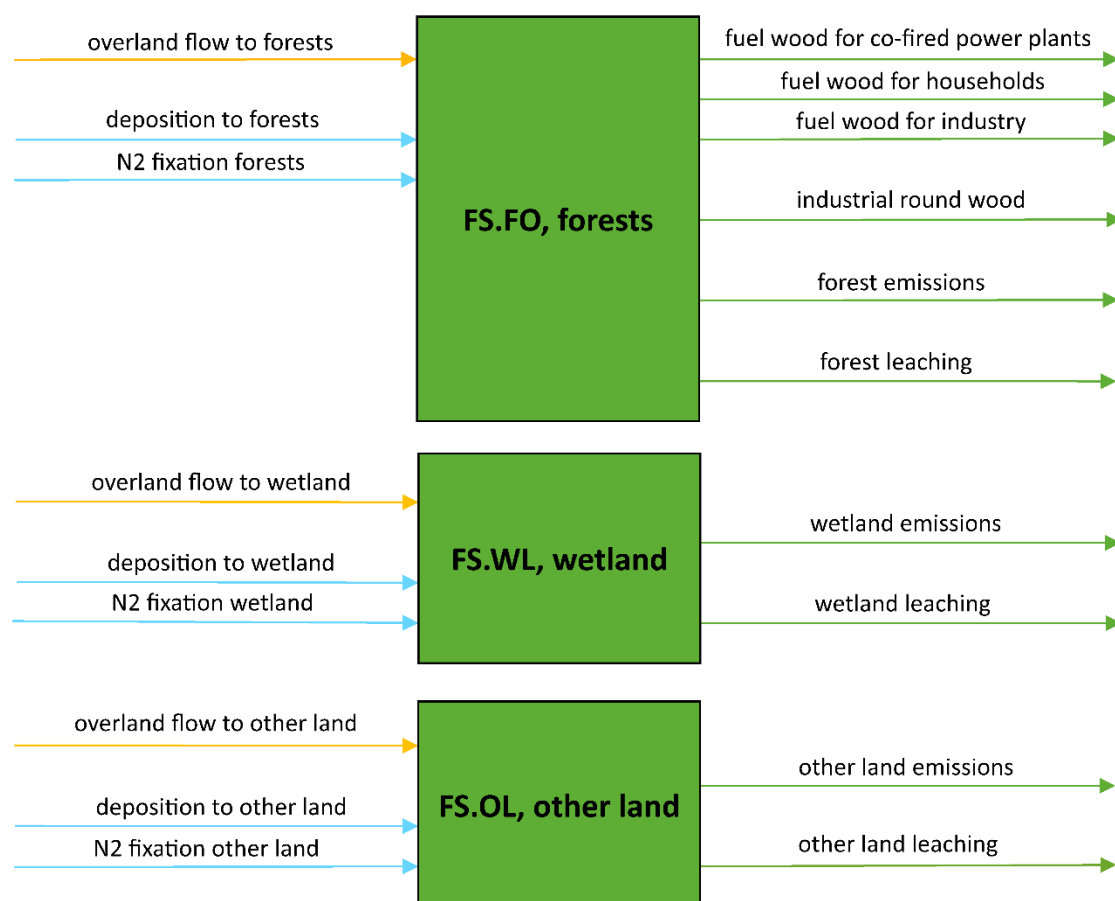 overland flow to forests
deposition to forests
N2 fixation forests
FS.FO, forests
fuel wood for co-fired power plants
fuel wood for households
fuel wood for industry
industrial round wood
forest emissions
forest leaching
overland flow to wetland
deposition to wetland
N2 fixation wetland
FS.WL, wetland
wetland emissions
wetland leaching
overland flow to other land
deposition to other land
N2 fixation other land
FS.OL, other land
other land emissions
other land leaching